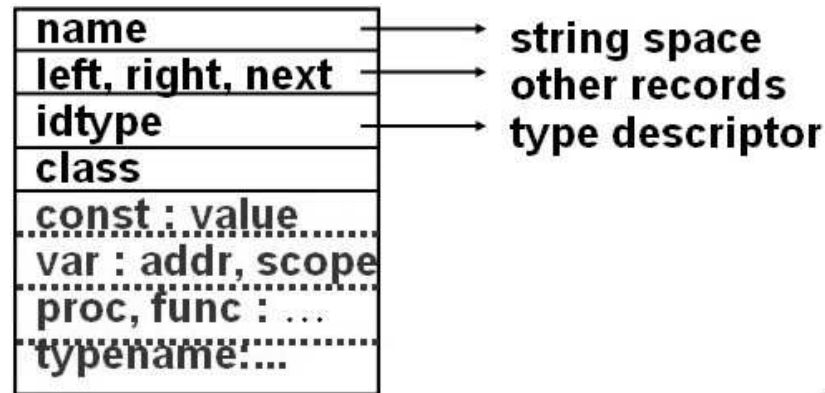 name
left, right, next
idtype
class
const : value
var : addr, scope
proc, func : ...
typename:...
string space
other records
type descriptor